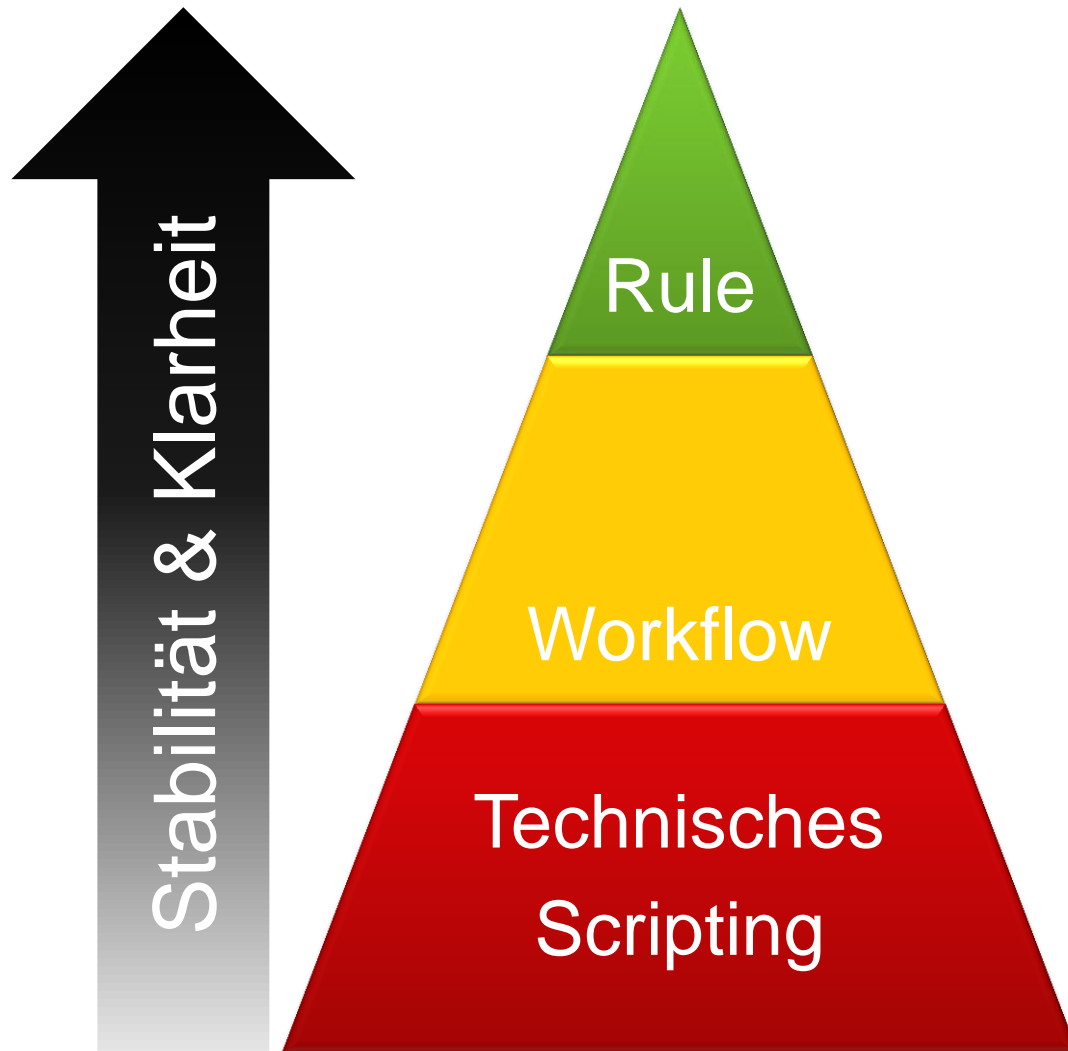 Stabilität & Klarheit
Rule
Workflow
Technisches
Scripting